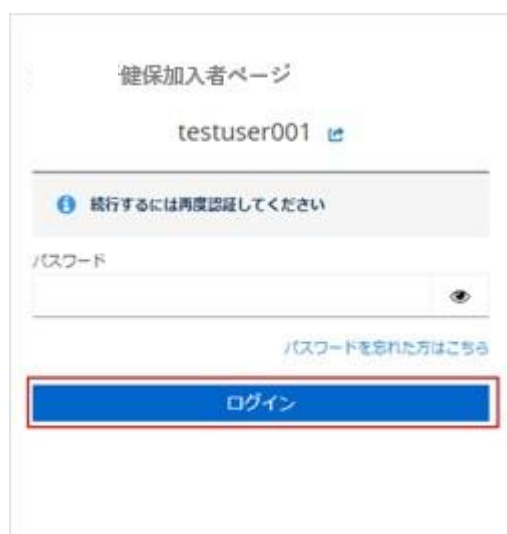 健保加入者ページ
testuser001
続行するには再度認証してください
パスワード
パスワードを忘れた方はこちら
ログイン